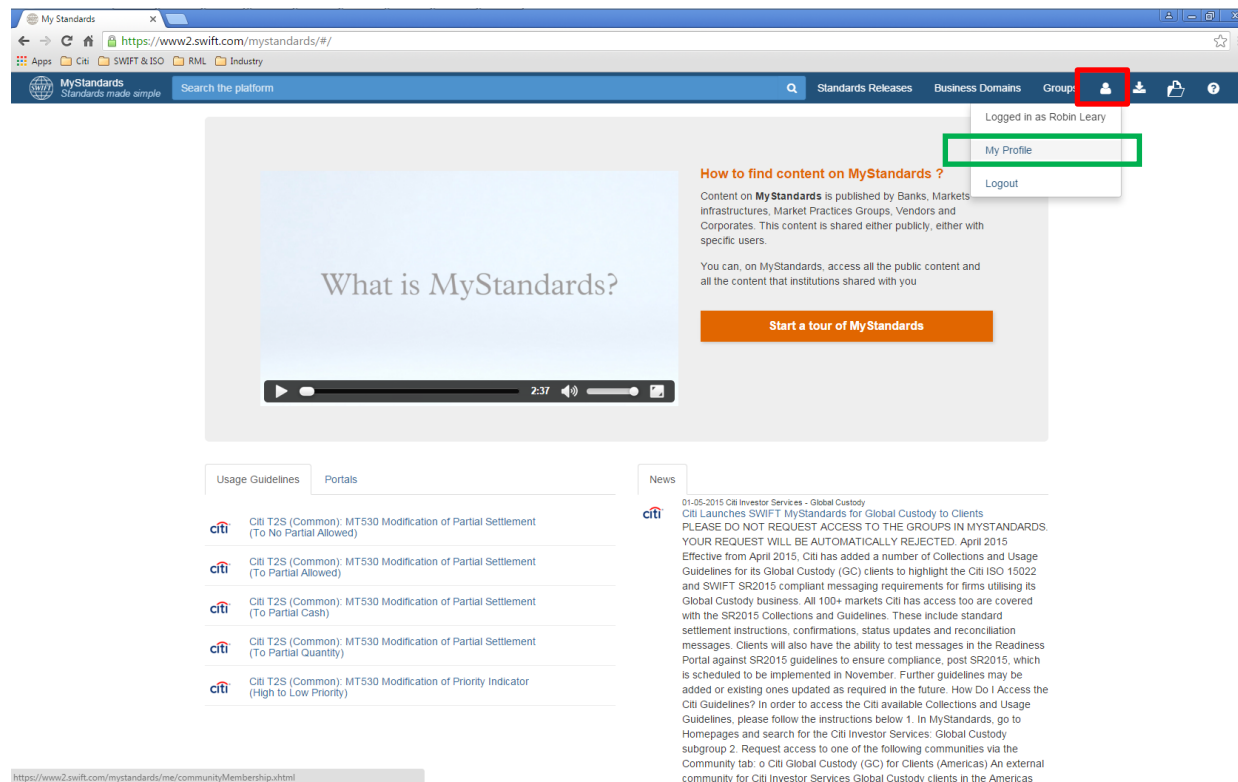 My Standards
https://www2.swift.com/mystandards/#/
Apps Citi SWIFT & ISO RML Industry
SWIFT
MyStandards
Standards made simple
Search the platform
Standards Releases Business Domains Groups
Logged in as Robin Leary
My Profile
Logout
What is MyStandards?
2:37
How to find content on MyStandards ?
Content on MyStandards is published by Banks, Markets
infrastructures, Market Practices Groups, Vendors and
Corporates. This content is shared either publicly, either with
specific users.
You can, on MyStandards, access all the public content and
all the content that institutions shared with you
Start a tour of MyStandards
Usage Guidelines Portals
citi
Citi T2S (Common): MT530 Modification of Partial Settlement
(To No Partial Allowed)
citi
Citi T2S (Common): MT530 Modification of Partial Settlement
(To Partial Allowed)
citi
Citi T2S (Common): MT530 Modification of Partial Settlement
(To Partial Cash)
citi
Citi T2S (Common): MT530 Modification of Partial Settlement
(To Partial Quantity)
citi
Citi T2S (Common): MT530 Modification of Priority Indicator
(High to Low Priority)
News
citi
01-05-2015 Citi Investor Services - Global Custody
Citi Launches SWIFT MyStandards for Global Custody to Clients
PLEASE DO NOT REQUEST ACCESS TO THE GROUPS IN MYSTANDARDS.
YOUR REQUEST WILL BE AUTOMATICALLY REJECTED. April 2015
Effective from April 2015, Citi has added a number of Collections and Usage
Guidelines for its Global Custody (GC) clients to highlight the Citi ISO 15022
and SWIFT SR2015 compliant messaging requirements for firms utilising its
Global Custody business. All 100+ markets Citi has access too are covered
with the SR2015 Collections and Guidelines. These include standard
settlement instructions, confirmations, status updates and reconciliation
messages. Clients will also have the ability to test messages in the Readiness
Portal against SR2015 guidelines to ensure compliance, post SR2015, which
is scheduled to be implemented in November. Further guidelines may be
added or existing ones updated as required in the future. How Do I Access the
Citi Guidelines? In order to access the Citi available Collections and Usage
Guidelines, please follow the instructions below 1. In MyStandards, go to
Homepages and search for the Citi Investor Services: Global Custody
subgroup 2. Request access to one of the following communities via the
Community tab: o Citi Global Custody (GC) for Clients (Americas) An external
community for Citi Investor Services Global Custody clients in the Americas
https://www2.swift.com/mystandards/me/communityMembership.xhtml